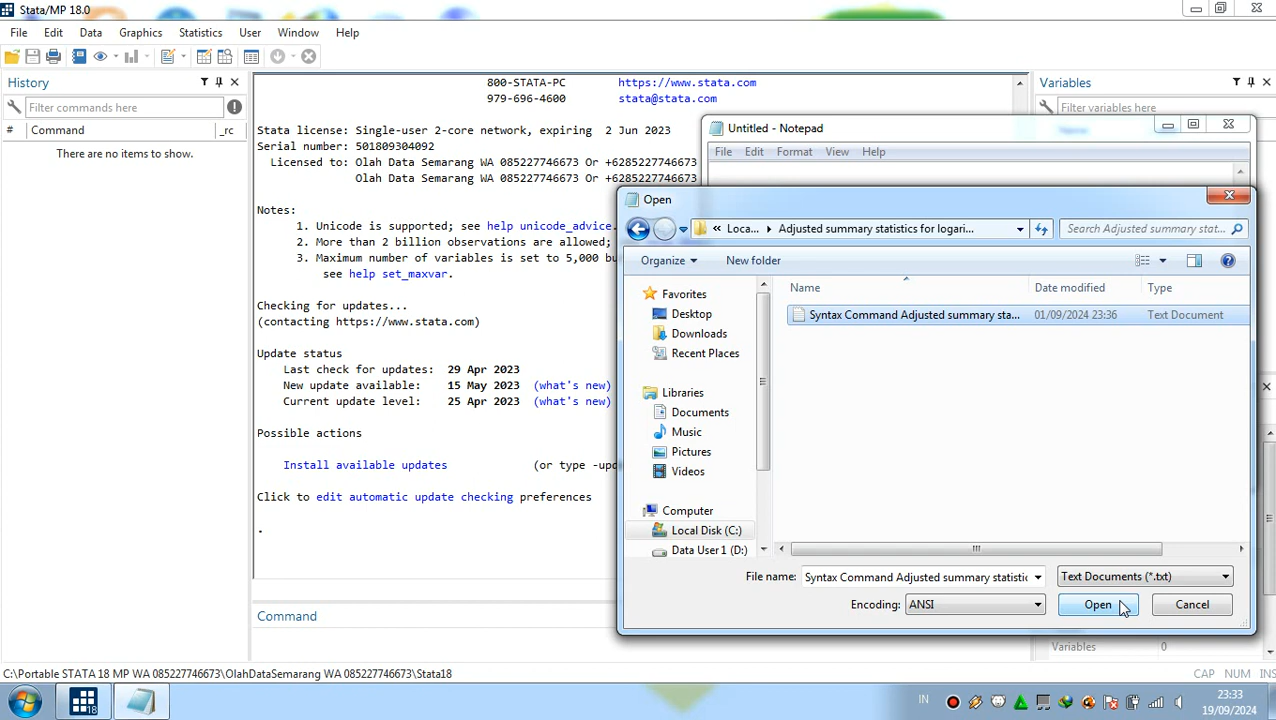 Stata/MP 18.0
File Edit Data Graphics Statistics User Window Help
History
Filter commands here
# Command _rc
There are no items to show.
800-STATA-PC https://www.stata.com
979-696-4600 stata@stata.com
Stata license: Single-user 2-core network, expiring 2 Jun 2023
Serial number: 501809304092
Licensed to: Olah Data Semarang WA 085227746673 Or +6285227746673
Olah Data Semarang WA 085227746673 Or +6285227746673
Notes:
1. Unicode is supported; see help unicode_advice.
2. More than 2 billion observations are allowed;
3. Maximum number of variables is set to 5,000 bu
see help set_maxvar.
Checking for updates...
(contacting https://www.stata.com)
Update status
Last check for updates: 29 Apr 2023
New update available: 15 May 2023 (what's new)
Current update level: 25 Apr 2023 (what's new)
Possible actions
Install available updates (or type -upd
Click to edit automatic update checking preferences
.
Command
Variables
Filter variables here
Name
Untitled - Notepad
File Edit Format View Help
Open
« Loca... Adjusted summary statistics for logari...
Search Adjusted summary stat...
Organize New folder
Favorites
Desktop
Downloads
Recent Places
Libraries
Documents
Music
Pictures
Videos
Computer
Local Disk (C:)
Data User 1 (D:)
Name Date modified Type
Syntax Command Adjusted summary sta... 01/09/2024 23:36 Text Document
File name: Syntax Command Adjusted summary statistic Text Documents (*.txt)
Encoding: ANSI Open Cancel
Variables 0
C:\Portable STATA 18 MP WA 085227746673\OlahDataSemarang WA 085227746673\Stata18 CAP NUM INS
18
IN
23:33
19/09/2024